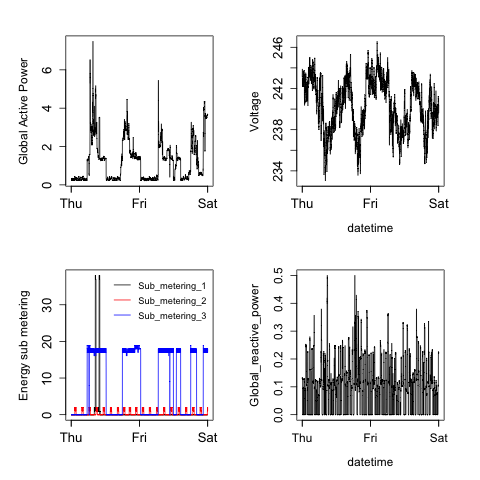 Global Active Power
6
4
2
0
Thu Fri Sat
Voltage
246
242
238
234
Thu Fri Sat
datetime
Energy sub metering
30
20
10
0
Sub_metering_1
Sub_metering_2
Sub_metering_3
Thu Fri Sat
Global_reactive_power
0.5
0.4
0.3
0.2
0.1
0.0
Thu Fri Sat
datetime